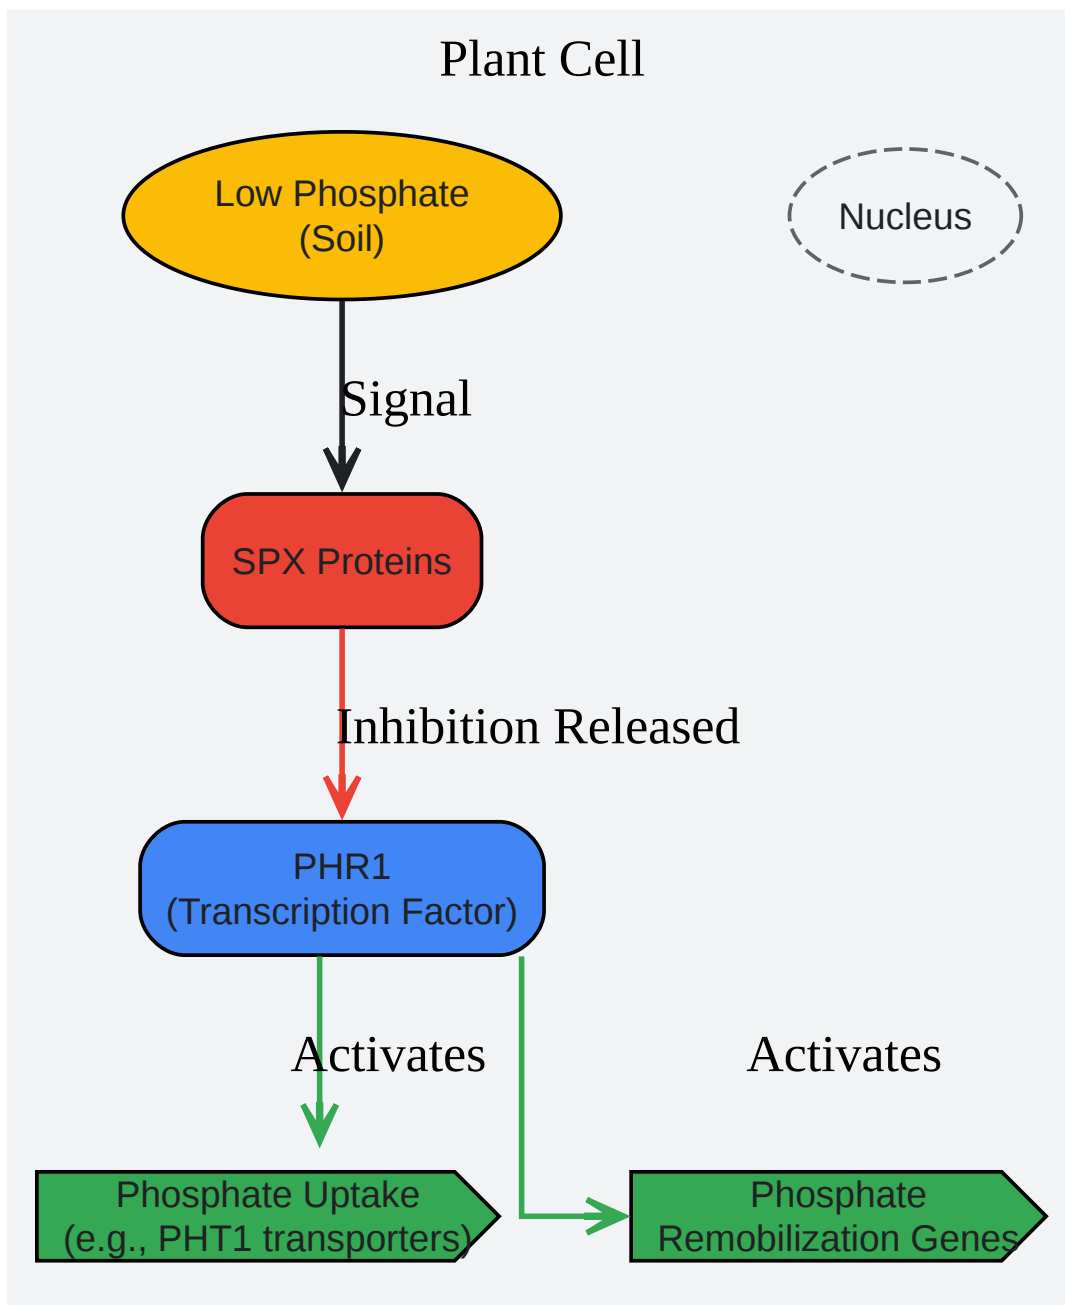 Plant Cell
Low Phosphate
(Soil)
Nucleus
Signal
SPX Proteins
Inhibition Released
PHR1
(Transcription Factor)
Activates
Activates
Phosphate Uptake
(e.g., PHT1 transporters)
Phosphate
Remobilization Genes